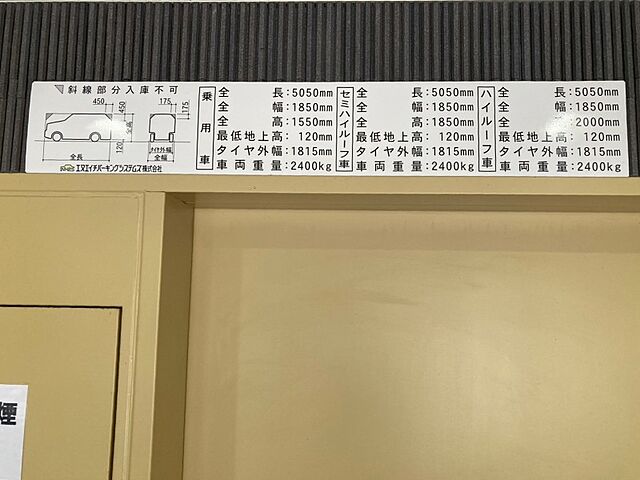 斜線部分入庫不可
450
450
175
175
全高
120
タイヤ外幅
全長
全幅
NHPS エヌエイチパーキングシステムズ株式会社
乗用車
全長:5050mm
全幅:1850mm
全高:1550mm
最低地上高:120mm
タイヤ外幅:1815mm
車両重量:2400kg
セミハイルーフ車
全長:5050mm
全幅:1850mm
最低地上高:120mm
タイヤ外幅:1815mm
車両重量:2400kg
ハイルーフ車
全長:5050mm
全幅:1850mm
全高:2000mm
最低地上高:120mm
タイヤ外幅:1815mm
車両重量:2400kg
煙